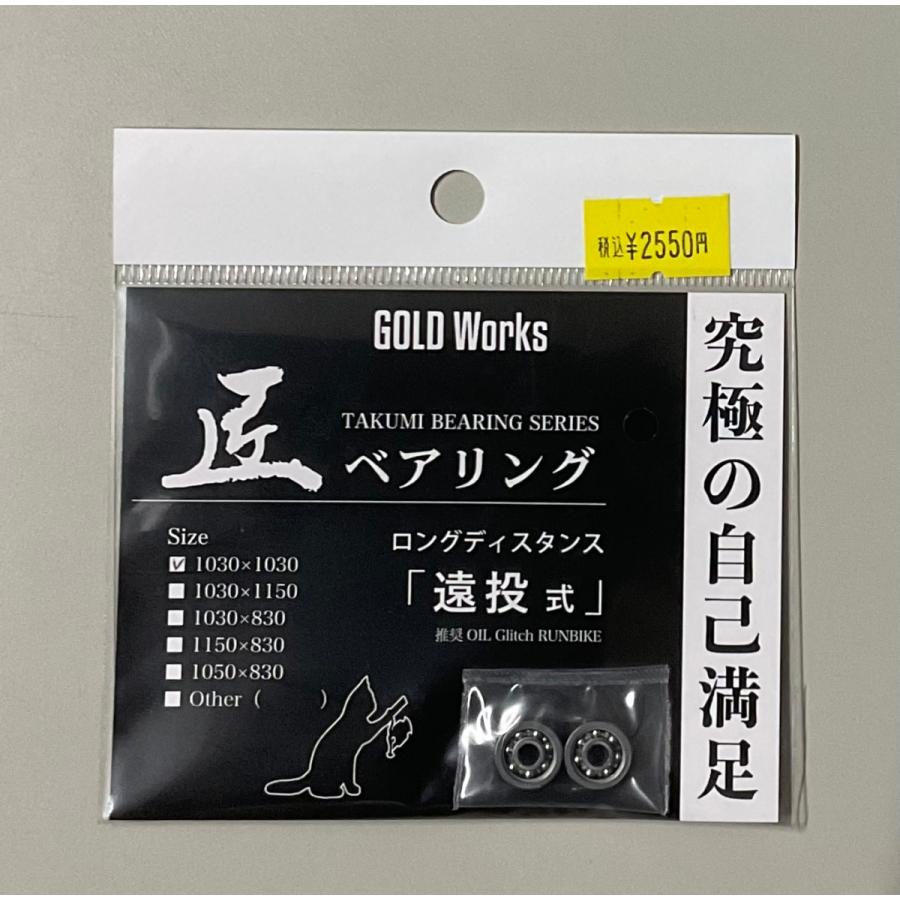 税込¥2550円
GOLD Works
匠
TAKUMI BEARING SERIES
ベアリング
Size
☑ 1030×1030
1030×1150
1030×830
1150×830
1050×830
Other ( )
ロングディスタンス
「遠投 式」
推奨 OIL Glitch RUNBIKE
究極の自己満足